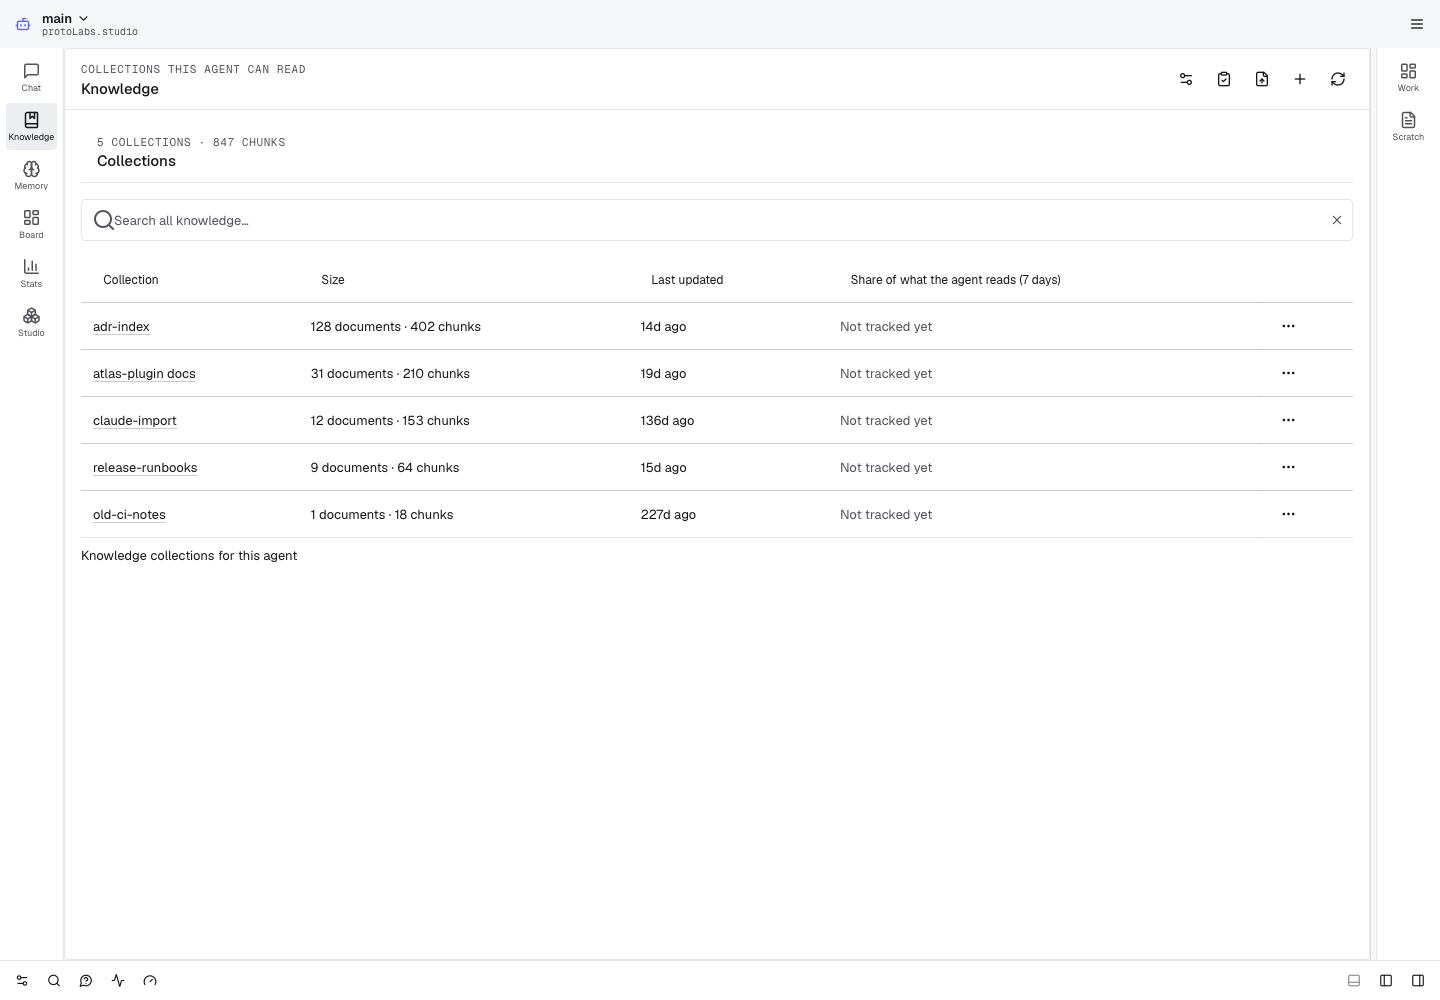 main
protoLabs.studio
Chat
Knowledge
Memory
Board
Stats
Studio
COLLECTIONS THIS AGENT CAN READ
Knowledge
5 COLLECTIONS · 847 CHUNKS
Collections
Search all knowledge…
Collection Size Last updated Share of what the agent reads (7 days)
adr-index 128 documents · 402 chunks 14d ago Not tracked yet
atlas-plugin docs 31 documents · 210 chunks 19d ago Not tracked yet
claude-import 12 documents · 153 chunks 136d ago Not tracked yet
release-runbooks 9 documents · 64 chunks 15d ago Not tracked yet
old-ci-notes 1 documents · 18 chunks 227d ago Not tracked yet
Knowledge collections for this agent
Work
Scratch